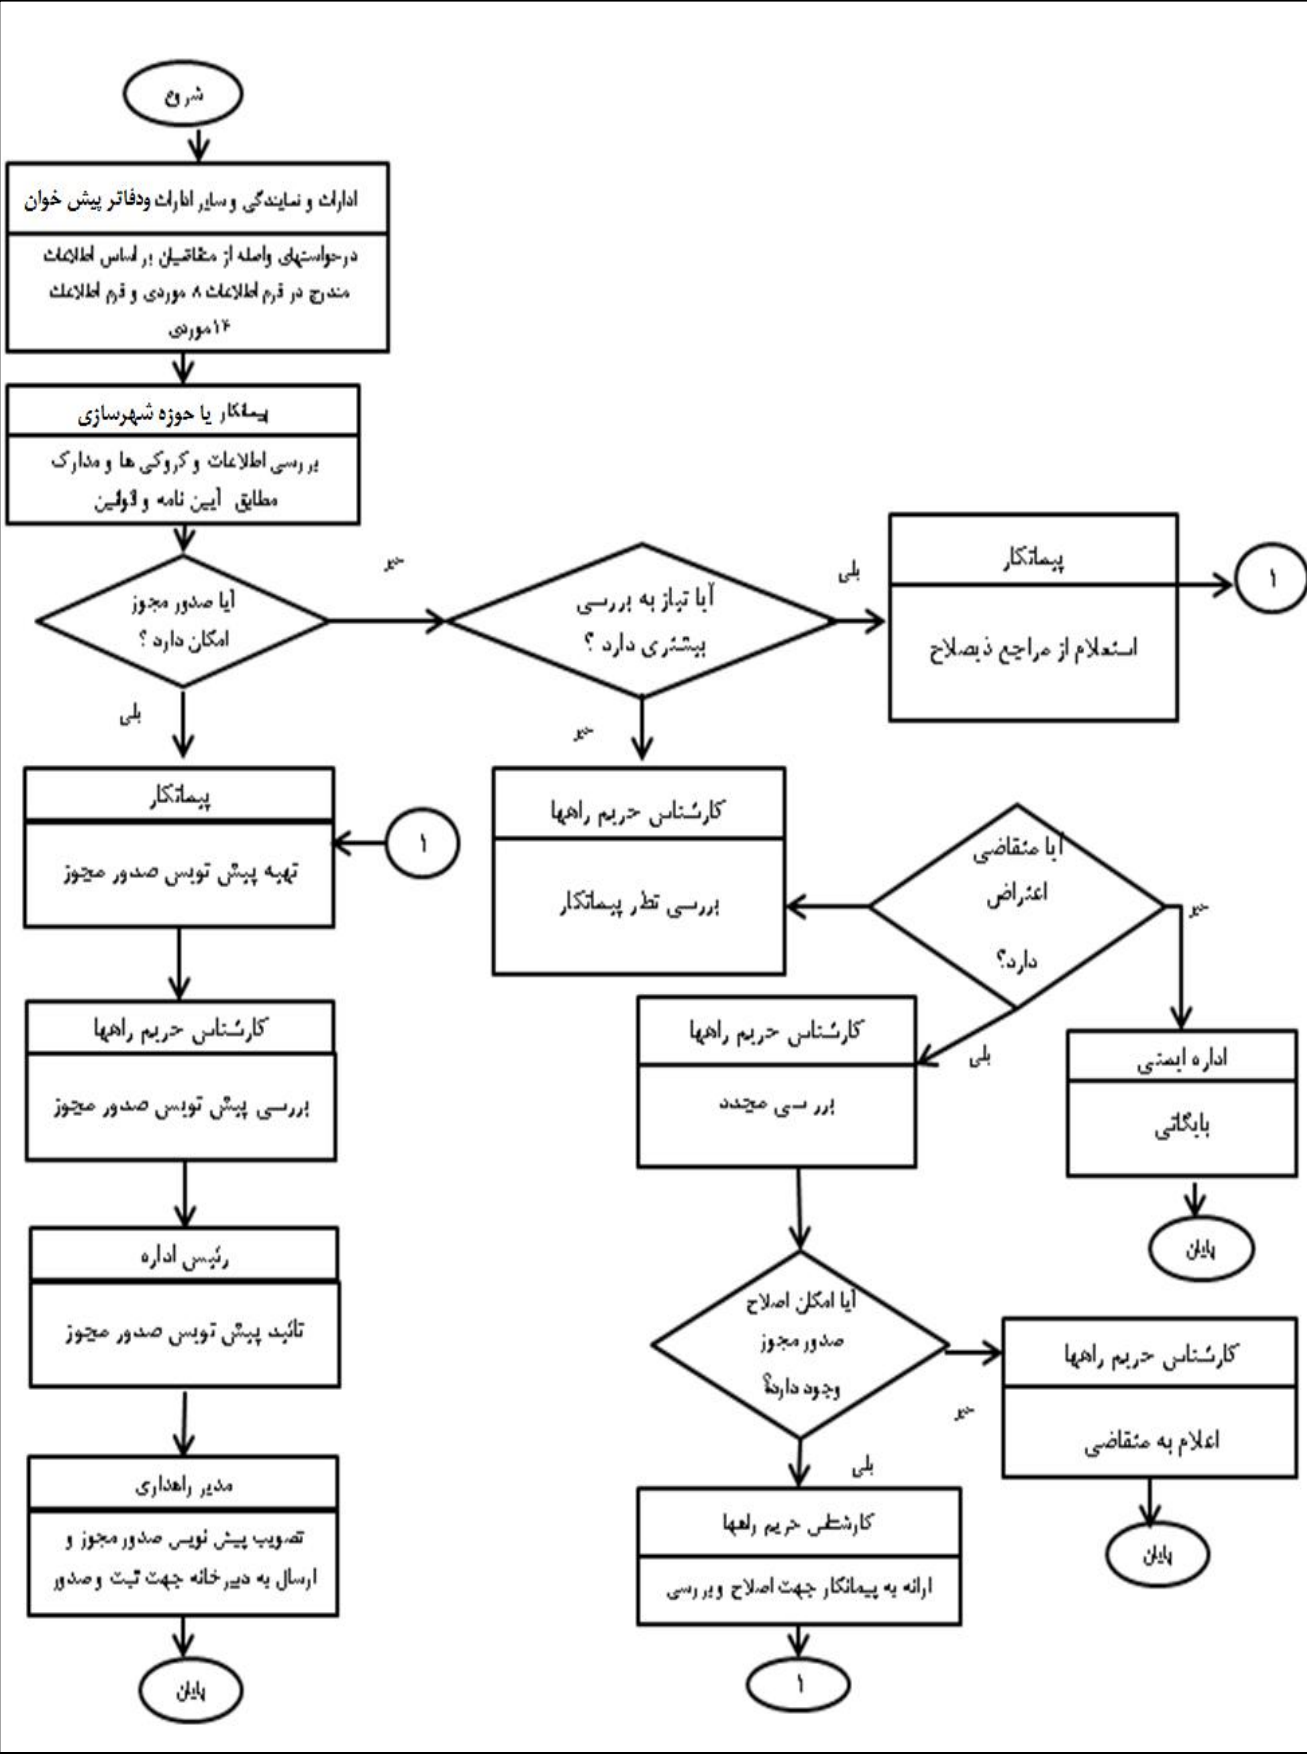 شروع
ادارات و نمایندگی و سایر ادارات ودفاتر پیش خوان
درخواستهای واصله از متقاضیان بر اساس اطلاعات
مندرج در فرم اطلاعات ۸ موردی و فرم اطلاعات
۱۴موردی
پیمانکار یا حوزه شهرسازی
بررسی اطلاعات و کروکی ها و مدارک
مطابق آیین نامه و قوانین
آیا صدور مجوز
امکان دارد ؟
خیر
بلی
آیا نیاز به بررسی
بیشتری دارد ؟
بلی
خیر
پیمانکار
استعلام از مراجع ذیصلاح
۱
پیمانکار
تهیه پیش نویس صدور مجوز
۱
کارشناس حریم راهها
بررسی پیش نویس صدور مجوز
رئیس اداره
تائید پیش نویس صدور مجوز
مدیر راهداری
تصویب پیش نویس صدور مجوز و
ارسال به دبیرخانه جهت ثبت و صدور
پایان
کارشناس حریم راهها
بررسی نظر پیمانکار
آیا متقاضی
اعتراض
دارد؟
خیر
بلی
اداره ایمنی
بایگانی
پایان
کارشناس حریم راهها
بررسی مجدد
آیا امکان اصلاح
صدور مجوز
وجود دارد؟
خیر
بلی
کارشناس حریم راهها
اعلام به متقاضی
پایان
کارشناس حریم راهها
ارائه به پیمانکار جهت اصلاح وبررسی
۱